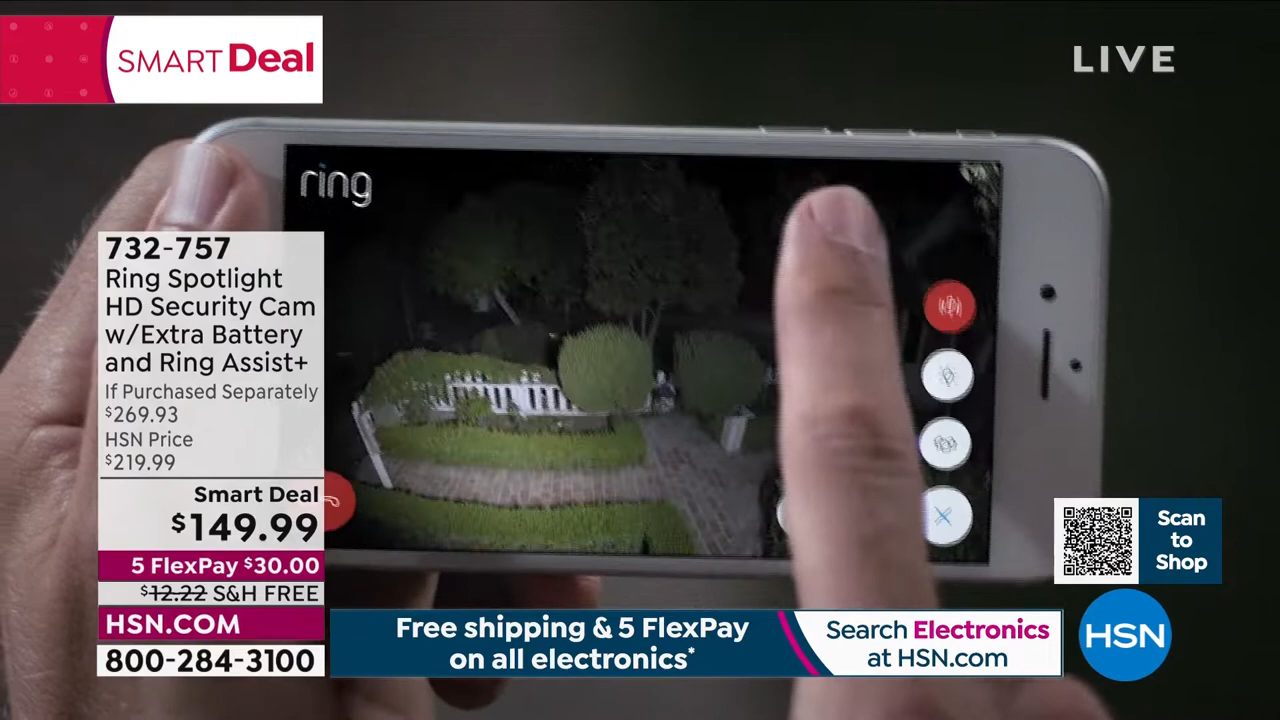 SMART Deal
LIVE
ring
732-757
Ring Spotlight
HD Security Cam
w/Extra Battery
and Ring Assist+
If Purchased Separately
$269.93
HSN Price
$219.99
Smart Deal
$149.99
5 FlexPay $30.00
$12.22 S&H FREE
HSN.COM
800-284-3100
Free shipping & 5 FlexPay
on all electronics*
Search Electronics
at HSN.com
Scan
to
Shop
HSN